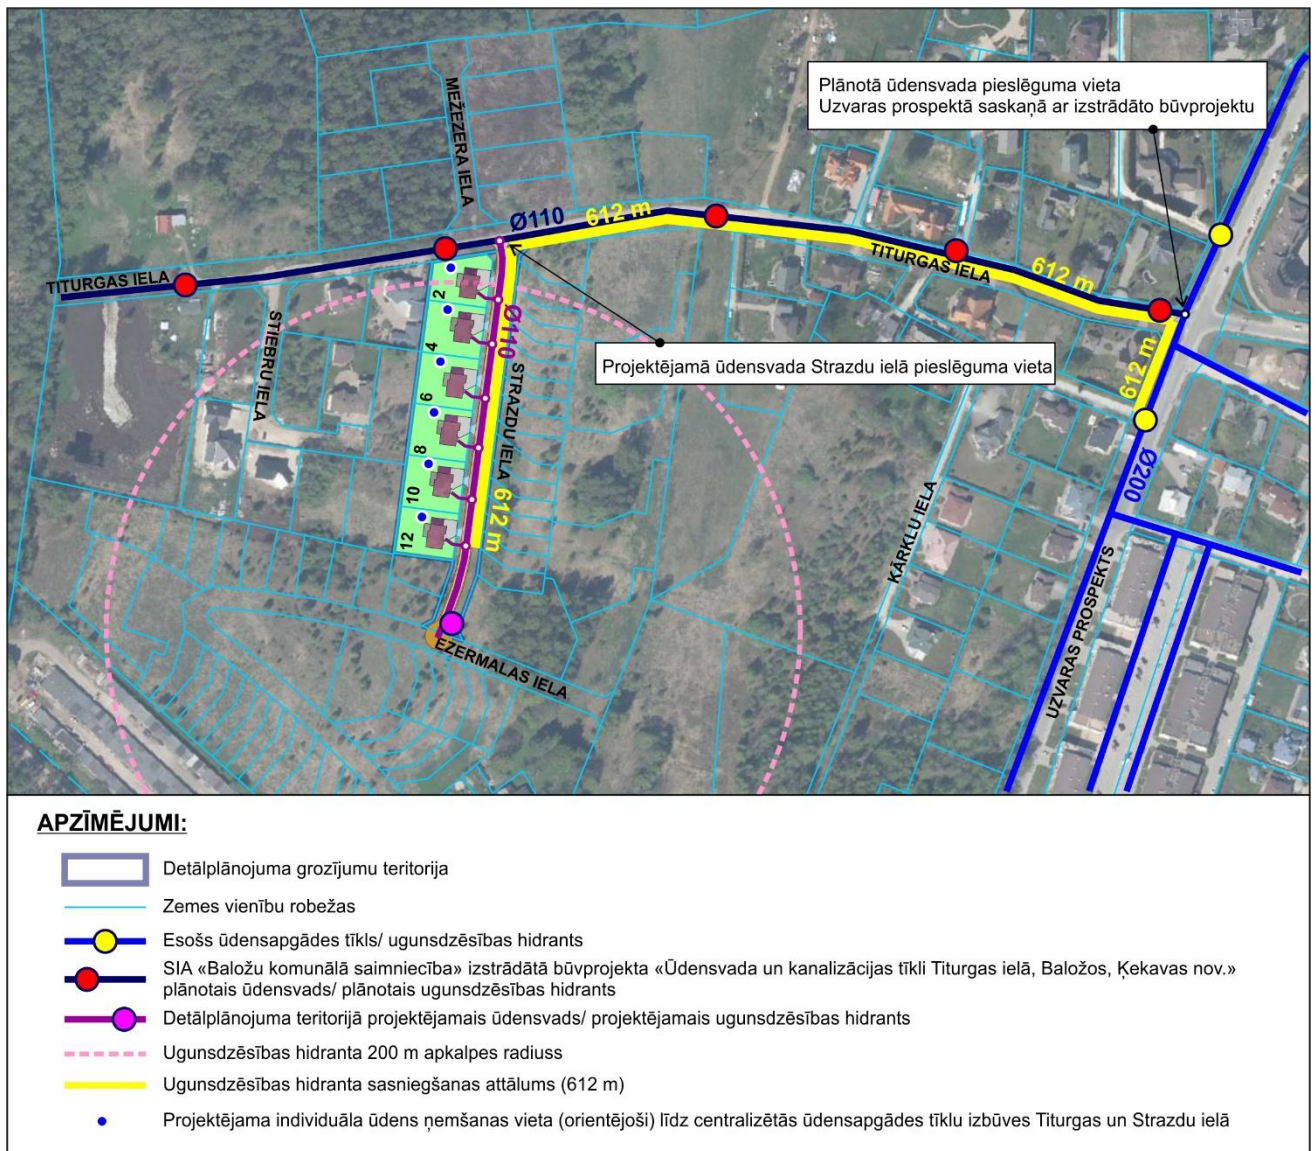 Plānotā ūdensvada pieslēguma vieta
Uzvaras prospektā saskaņā ar izstrādāto būvprojektu
MEŽEZERA IELA
Ø110
612 m
TITURGAS IELA
TITURGAS IELA
612 m
2
4
6
8
10
12
Ø110
STRAZDU IELA
612 m
STIEBRU IELA
Projektējamā ūdensvada Strazdu ielā pieslēguma vieta
612 m
Ø200
KĀRKLU IELA
UZVARAS PROSPEKTS
EZERMALAS IELA
APZĪMĒJUMI:
Detālplānojuma grozījumu teritorija
Zemes vienību robežas
Esošs ūdensapgādes tīkls/ ugunsdzēsības hidrants
SIA «Baložu komunālā saimniecība» izstrādātā būvprojekta «Ūdensvada un kanalizācijas tīkli Titurgas ielā, Baložos, Ķekavas nov.»
plānotais ūdensvads/ plānotais ugunsdzēsības hidrants
Detālplānojuma teritorijā projektējamais ūdensvads/ projektējamais ugunsdzēsības hidrants
Ugunsdzēsības hidranta 200 m apkalpes radiuss
Ugunsdzēsības hidranta sasniegšanas attālums (612 m)
Projektējama individuāla ūdens ņemšanas vieta (orientējoši) līdz centralizētās ūdensapgādes tīklu izbūves Titurgas un Strazdu ielā